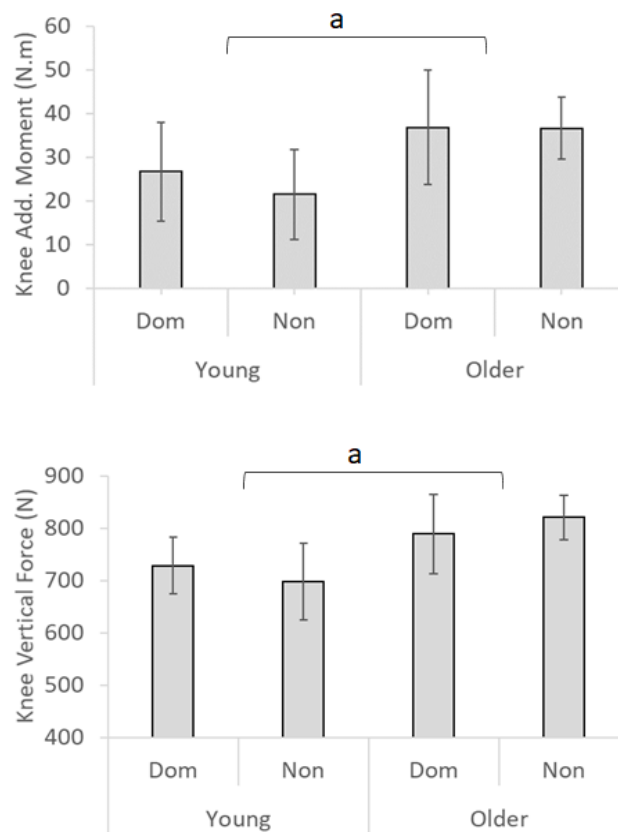 a
Knee Add. Moment (N.m)
60
50
40
30
20
10
0
Dom Non Dom Non
Young Older
a
Knee Vertical Force (N)
900
800
700
600
500
400
Dom Non Dom Non
Young Older